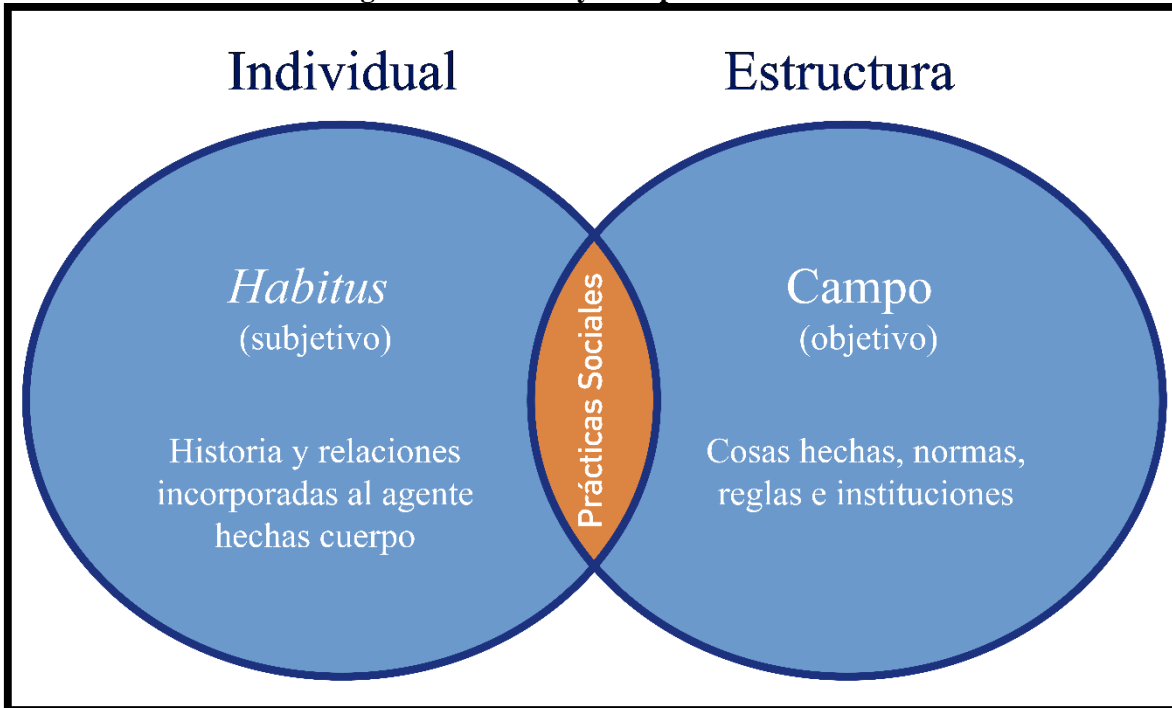 Individual
Estructura
Habitus
(subjetivo)
Historia y relaciones
incorporadas al agente
hechas cuerpo
Prácticas Sociales
Campo
(objetivo)
Cosas hechas, normas,
reglas e instituciones